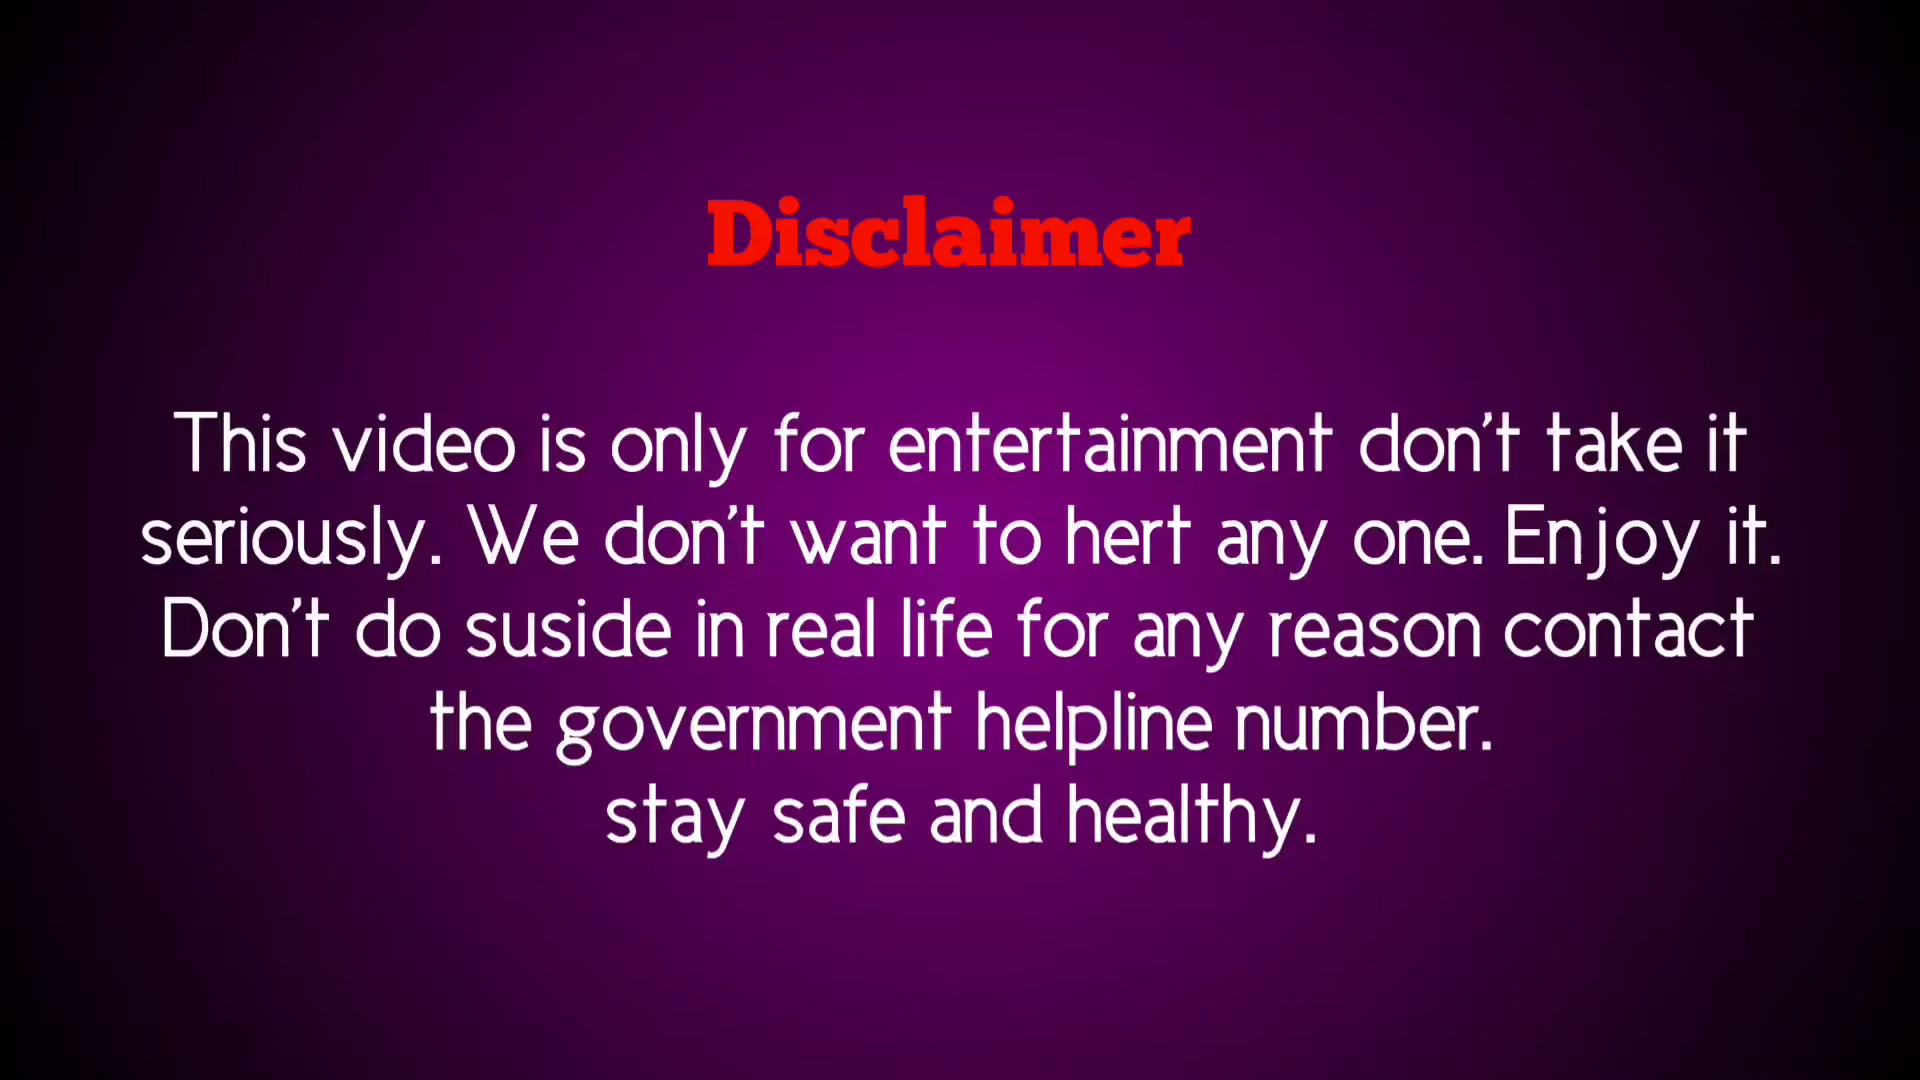 Disclaimer
This video is only for entertainment don't take it
seriously. We don't want to hert any one. Enjoy it.
Don't do suside in real life for any reason contact
the government helpline number.
stay safe and healthy.